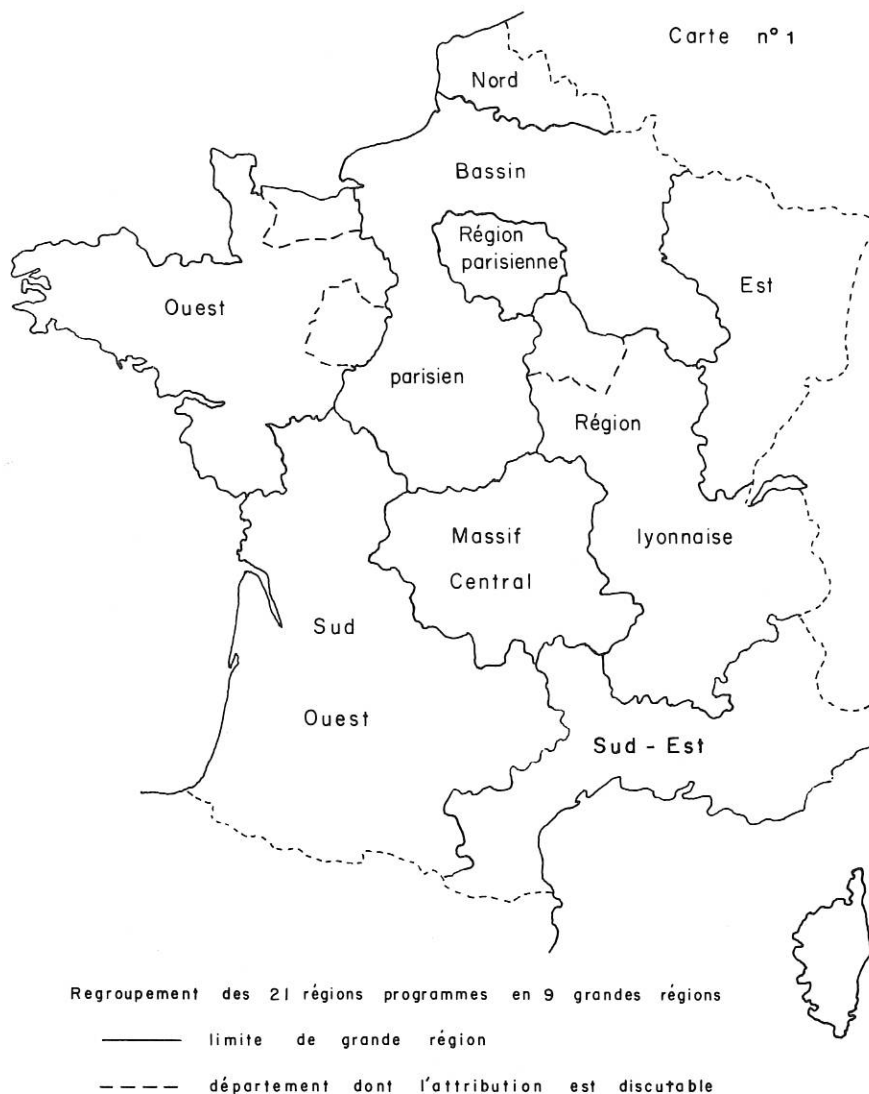 Carte n° 1
Nord
Bassin
Région
parisienne
Est
Ouest
parisien
Région
Massif
Central
lyonnaise
Sud
Ouest
Sud - Est
Regroupement des 21 régions programmes en 9 grandes régions
limite de grande région
département dont l'attribution est discutable